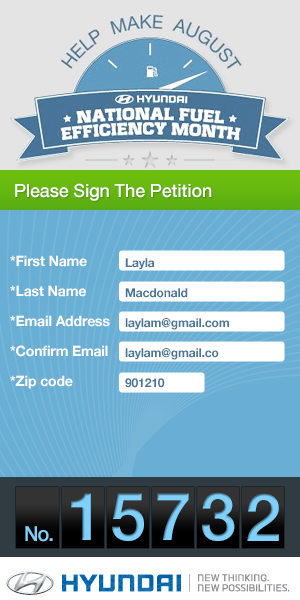 HELP MAKE AUGUST
HYUNDAI
NATIONAL FUEL
EFFICIENCY MONTH
Please Sign The Petition
*First Name Layla
*Last Name Macdonald
*Email Address laylam@gmail.com
*Confirm Email laylam@gmail.co
*Zip code 901210
No. 15732
HYUNDAI NEW THINKING.
NEW POSSIBILITIES.